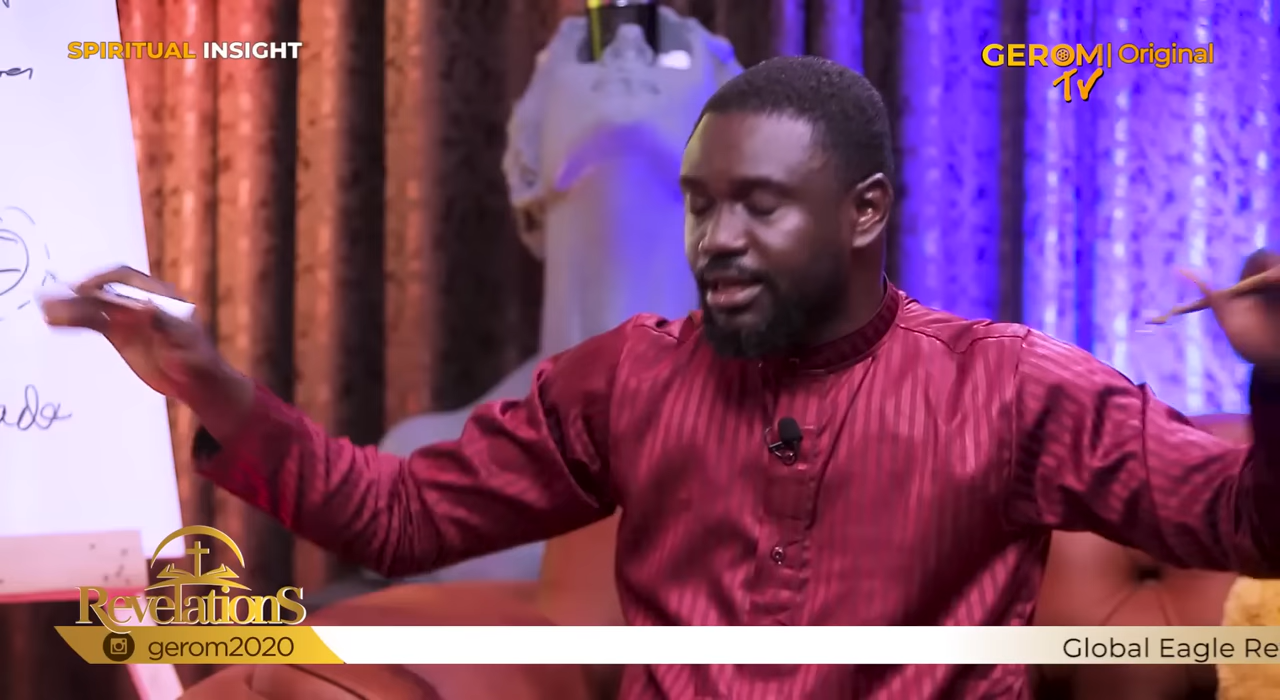 SPIRITUAL INSIGHT
GEROM | Original
TV
Revelations
gerom2020
Global Eagle Re